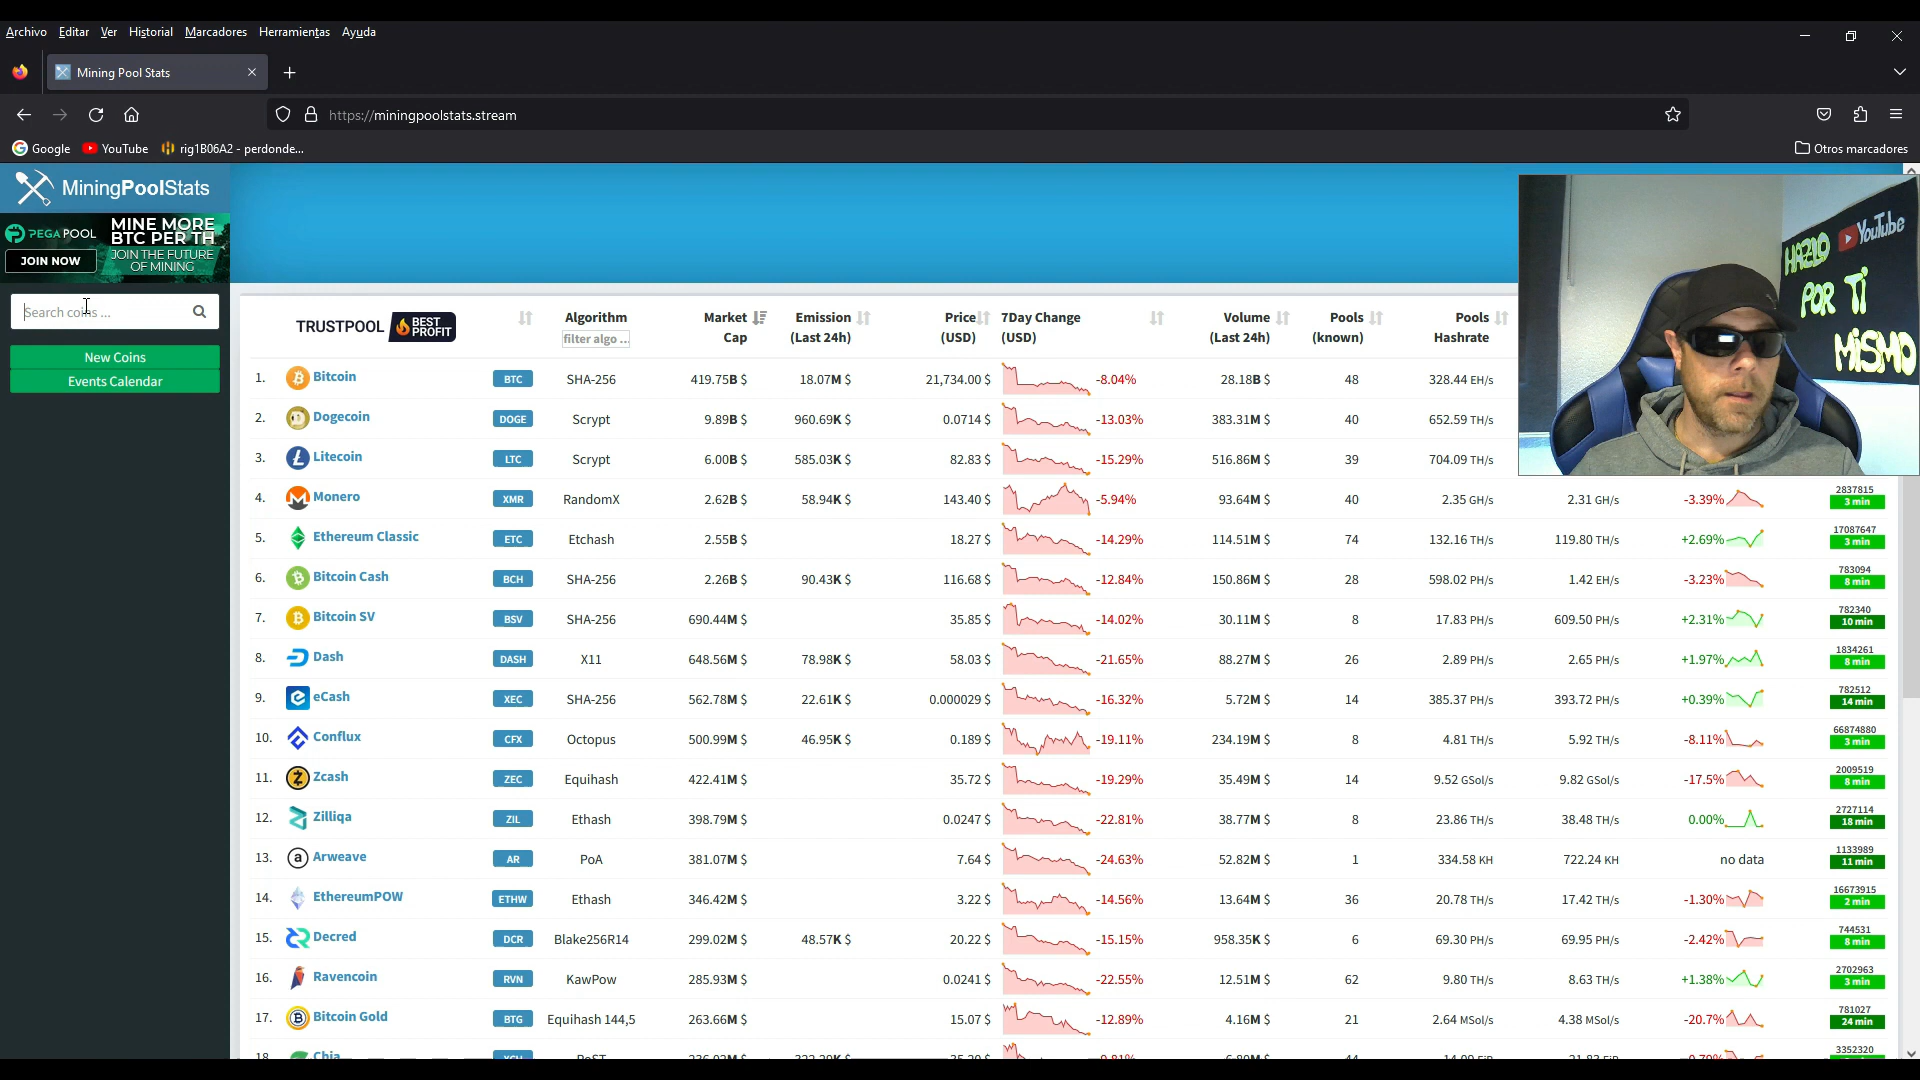 Archivo Editar Ver Historial Marcadores Herramientas Ayuda
Mining Pool Stats
https://miningpoolstats.stream
Google YouTube rig1B06A2 - perdonde... Otros marcadores
MiningPoolStats
PEGA POOL MINE MORE
BTC PER TH
JOIN NOW JOIN THE FUTURE
OF MINING
Search coins ...
New Coins
Events Calendar
HAZLO YouTube
POR TI
MISMO
TRUSTPOOL BEST PROFIT Algorithm Market Cap Emission (Last 24h) Price (USD) 7Day Change (USD) Volume (Last 24h) Pools (known) Pools Hashrate
filter algo ...
1. Bitcoin BTC SHA-256 419.75B $ 18.07M $ 21,734.00 $ -8.04% 28.18B $ 48 328.44 EH/s
2. Dogecoin DOGE Scrypt 9.89B $ 960.69K $ 0.0714 $ -13.03% 383.31M $ 40 652.59 TH/s
3. Litecoin LTC Scrypt 6.00B $ 585.03K $ 82.83 $ -15.29% 516.86M $ 39 704.09 TH/s
4. Monero XMR RandomX 2.62B $ 58.94K $ 143.40 $ -5.94% 93.64M $ 40 2.35 GH/s 2.31 GH/s -3.39% 2837815 3 min
5. Ethereum Classic ETC Etchash 2.55B $ 18.27 $ -14.29% 114.51M $ 74 132.16 TH/s 119.80 TH/s +2.69% 17087647 3 min
6. Bitcoin Cash BCH SHA-256 2.26B $ 90.43K $ 116.68 $ -12.84% 150.86M $ 28 598.02 PH/s 1.42 EH/s -3.23% 783094 8 min
7. Bitcoin SV BSV SHA-256 690.44M $ 35.85 $ -14.02% 30.11M $ 8 17.83 PH/s 609.50 PH/s +2.31% 782340 10 min
8. Dash DASH X11 648.56M $ 78.98K $ 58.03 $ -21.65% 88.27M $ 26 2.89 PH/s 2.65 PH/s +1.97% 1834261 8 min
9. eCash XEC SHA-256 562.78M $ 22.61K $ 0.000029 $ -16.32% 5.72M $ 14 385.37 PH/s 393.72 PH/s +0.39% 782512 14 min
10. Conflux CFX Octopus 500.99M $ 46.95K $ 0.189 $ -19.11% 234.19M $ 8 4.81 TH/s 5.92 TH/s -8.11% 66874880 3 min
11. Zcash ZEC Equihash 422.41M $ 35.72 $ -19.29% 35.49M $ 14 9.52 GSol/s 9.82 GSol/s -17.5% 2009519 8 min
12. Zilliqa ZIL Ethash 398.79M $ 0.0247 $ -22.81% 38.77M $ 8 23.86 TH/s 38.48 TH/s 0.00% 2727114 18 min
13. Arweave AR PoA 381.07M $ 7.64 $ -24.63% 52.82M $ 1 334.58 KH 722.24 KH no data 1133989 11 min
14. EthereumPOW ETHW Ethash 346.42M $ 3.22 $ -14.56% 13.64M $ 36 20.78 TH/s 17.42 TH/s -1.30% 16673915 2 min
15. Decred DCR Blake256R14 299.02M $ 48.57K $ 20.22 $ -15.15% 958.35K $ 6 69.30 PH/s 69.95 PH/s -2.42% 744531 8 min
16. Ravencoin RVN KawPow 285.93M $ 0.0241 $ -22.55% 12.51M $ 62 9.80 TH/s 8.63 TH/s +1.38% 2702963 3 min
17. Bitcoin Gold BTG Equihash 144,5 263.66M $ 15.07 $ -12.89% 4.16M $ 21 2.64 MSol/s 4.38 MSol/s -20.7% 781027 24 min
18. Chia 3352320